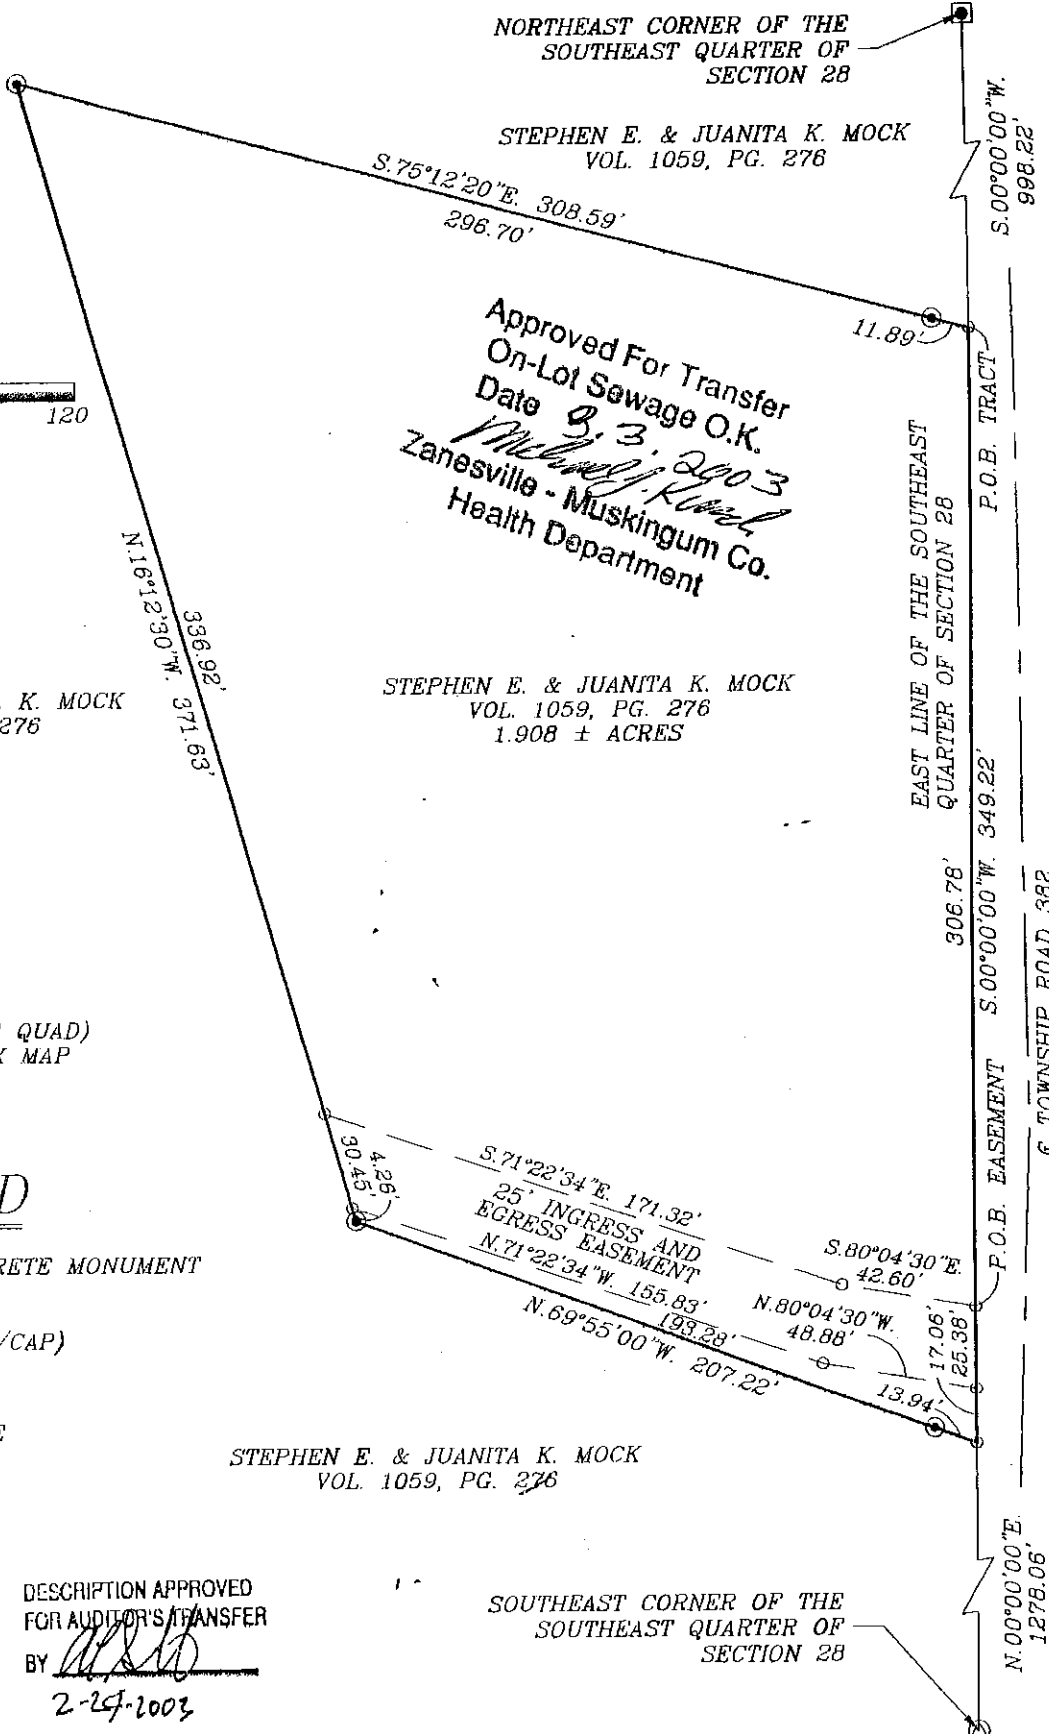 NORTHEAST CORNER OF THE
SOUTHEAST QUARTER OF
SECTION 28
STEPHEN E. & JUANITA K. MOCK
VOL. 1059, PG. 276
S.00°00'00"W.
998.22'
S.75°12'20"E. 308.59'
296.70'
11.89'
P.O.B. TRACT
120
Approved For Transfer
On-Lot Sewage O.K.
Date 3, 2003
Zanesville - Muskingum Co.
Health Department
EAST LINE OF THE SOUTHEAST
QUARTER OF SECTION 28
N.16°12'30"W. 371.63'
336.92'
K. MOCK
276
STEPHEN E. & JUANITA K. MOCK
VOL. 1059, PG. 276
1.908 ± ACRES
306.78'
S.00°00'00"W. 349.22'
TOWNSHIP ROAD 382
QUAD)
MAP
P.O.B. EASEMENT
30.45'
4.26'
S.71°22'34"E. 171.32'
25' INGRESS AND
EGRESS EASEMENT
N.71°22'34"W. 155.83'
193.28'
N.69°55'00"W. 207.22'
S.80°04'30"E.
42.60'
N.80°04'30"W.
48.88'
17.06'
25.38'
13.94'
D
RETE MONUMENT
/CAP)
E
STEPHEN E. & JUANITA K. MOCK
VOL. 1059, PG. 276
N.00°00'00"E.
1278.06'
SOUTHEAST CORNER OF THE
SOUTHEAST QUARTER OF
SECTION 28
DESCRIPTION APPROVED
FOR AUDITOR'S TRANSFER
BY